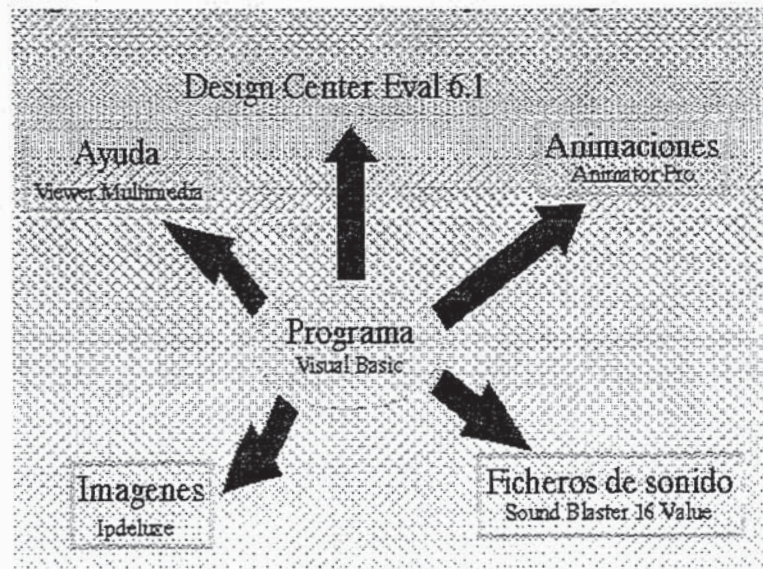 Design Center Eval 6.1
Ayuda
Viewer Multimedia
Animaciones
Animator Pro
Programa
Visual Basic
Imagenes
Ipdeluxe
Ficheros de sonido
Sound Blaster 16 Value